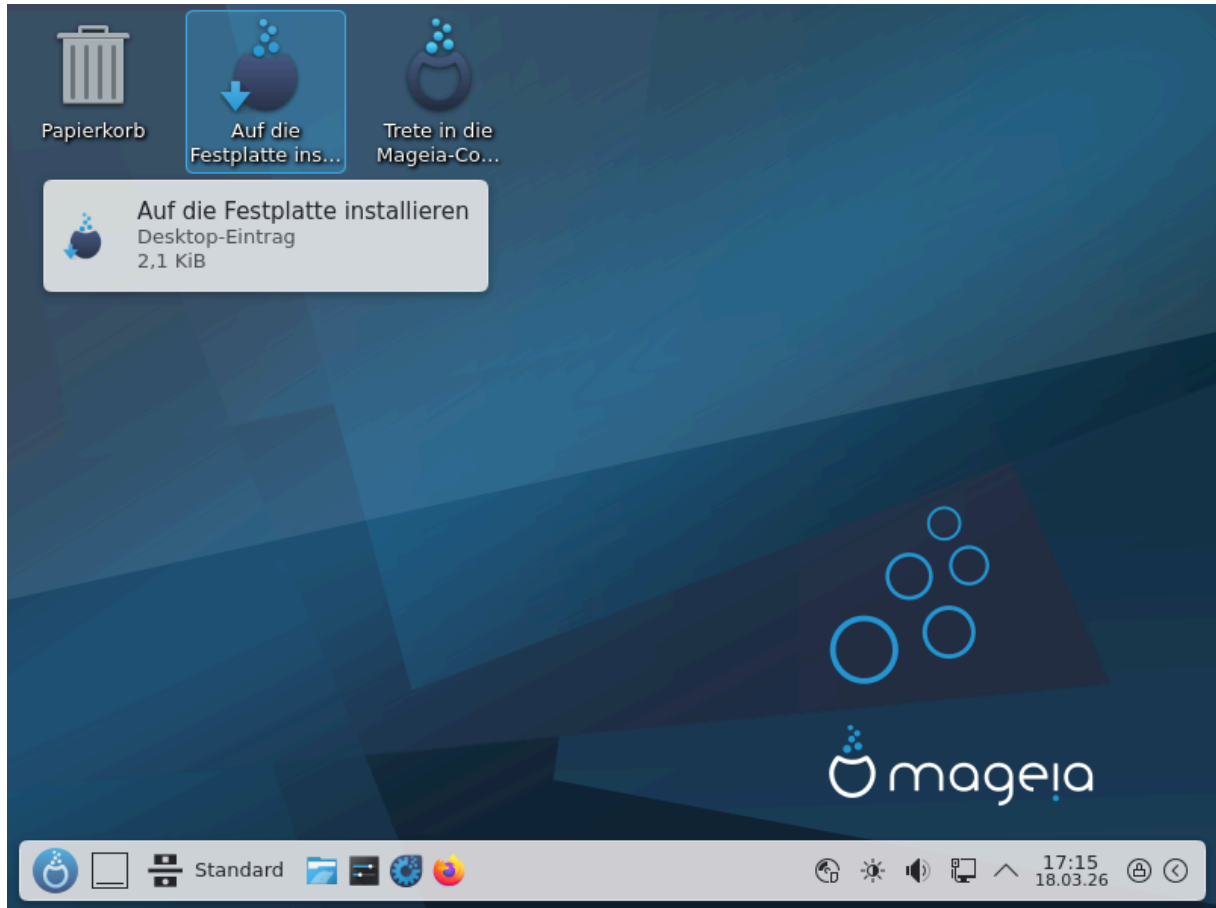 Papierkorb
Auf die
Festplatte ins...
Trete in die
Mageia-Co...
Auf die Festplatte installieren
Desktop-Eintrag
2,1 KiB
mageia
Standard
17:15
18.03.26